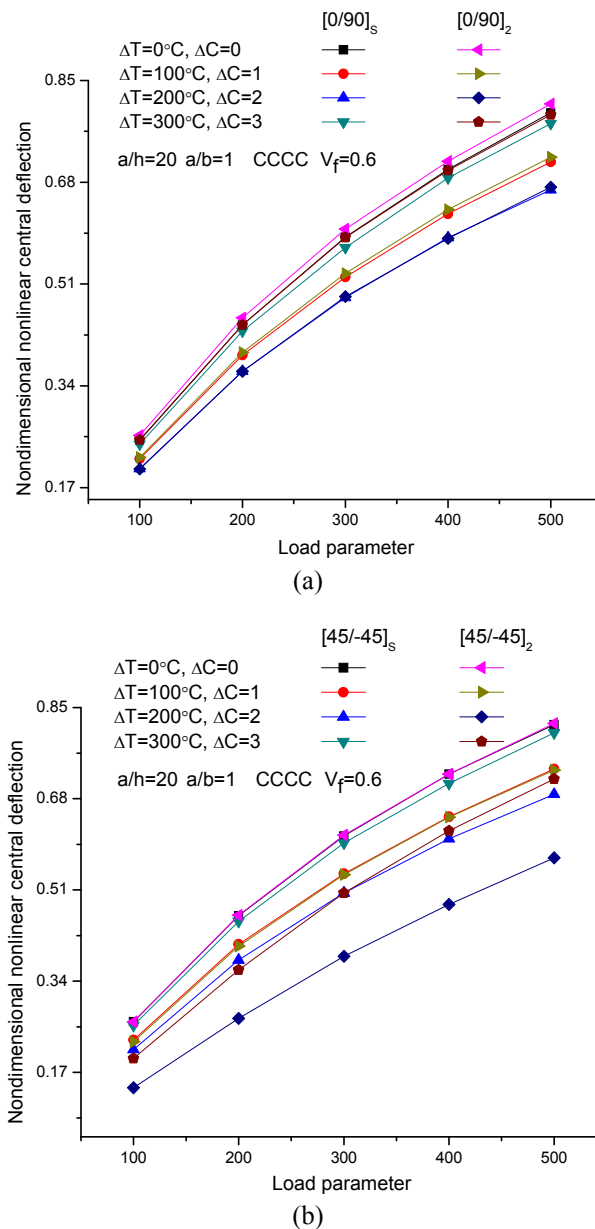 [0/90]S [0/90]2
ΔT=0°C, ΔC=0
ΔT=100°C, ΔC=1
ΔT=200°C, ΔC=2
ΔT=300°C, ΔC=3
a/h=20 a/b=1 CCCC Vf=0.6
Nondimensional nonlinear central deflection
0.85
0.68
0.51
0.34
0.17
100 200 300 400 500
Load parameter
(a)
[45/-45]S [45/-45]2
ΔT=0°C, ΔC=0
ΔT=100°C, ΔC=1
ΔT=200°C, ΔC=2
ΔT=300°C, ΔC=3
a/h=20 a/b=1 CCCC Vf=0.6
Nondimensional nonlinear central deflection
0.85
0.68
0.51
0.34
0.17
100 200 300 400 500
Load parameter
(b)